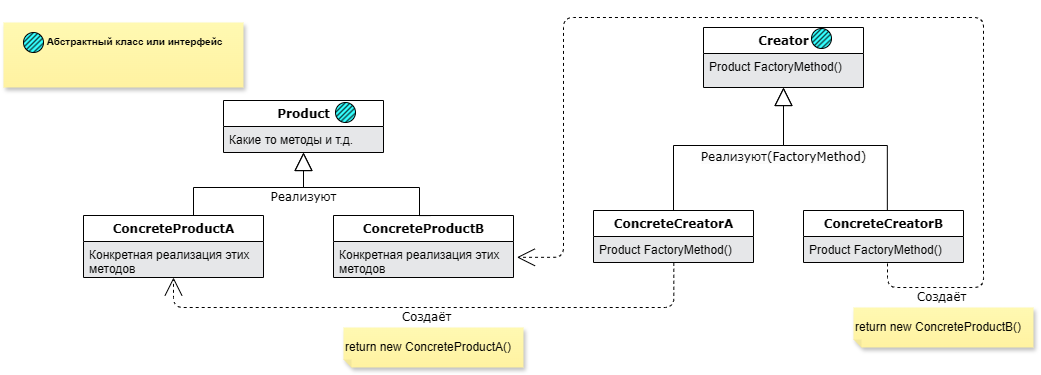 Абстрактный класс или интерфейс
Creator
Product FactoryMethod()
Product
Какие то методы и т.д.
Реализуют
Реализуют(FactoryMethod)
ConcreteProductA
Конкретная реализация этих
методов
ConcreteProductB
Конкретная реализация этих
методов
ConcreteCreatorA
Product FactoryMethod()
ConcreteCreatorB
Product FactoryMethod()
Создаёт
return new ConcreteProductA()
Создаёт
return new ConcreteProductB()